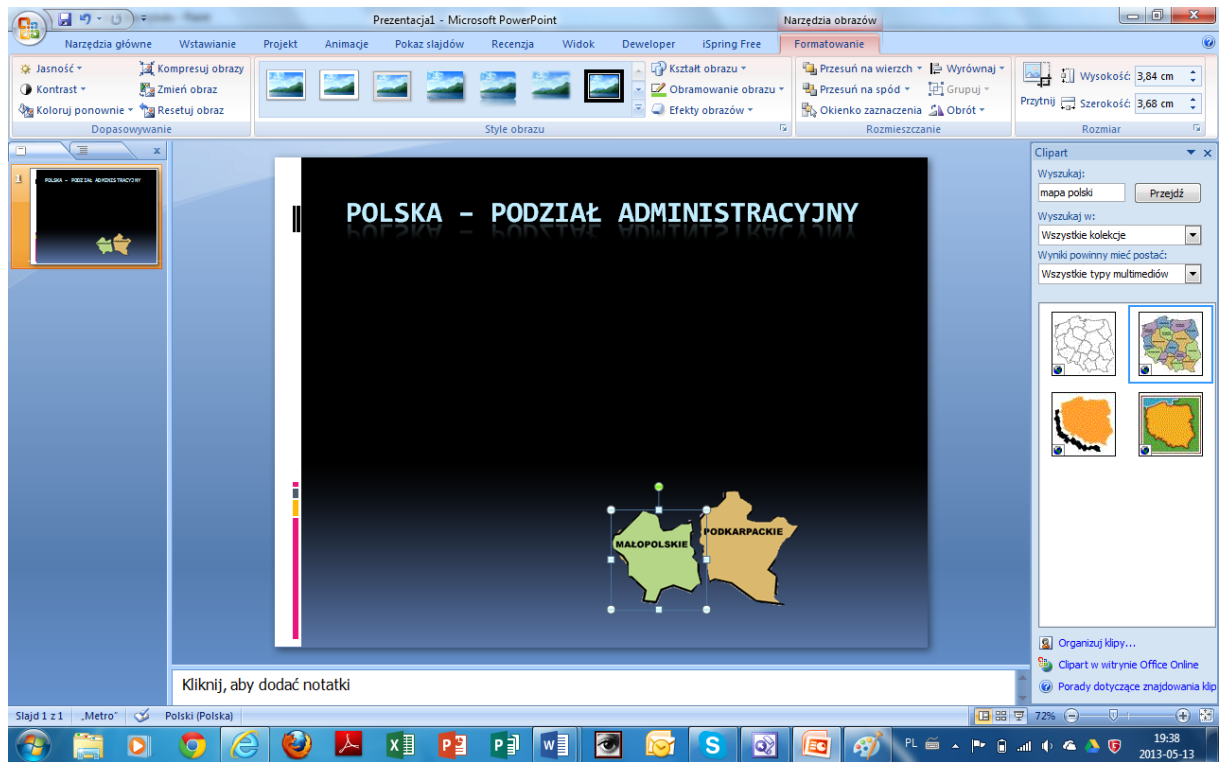 Prezentacja1 - Microsoft PowerPoint
Narzędzia obrazów
Narzędzia główne
Wstawianie
Projekt
Animacje
Pokaz slajdów
Recenzja
Widok
Deweloper
iSpring Free
Formatowanie
Jasność
Kontrast
Koloruj ponownie
Kompresuj obrazy
Zmień obraz
Resetuj obraz
Dopasowywanie
Style obrazu
Kształt obrazu
Obramowanie obrazu
Efekty obrazów
Przesuń na wierzch
Przesuń na spód
Okienko zaznaczenia
Wyrównaj
Grupuj
Obrót
Rozmieszczanie
Przytnij
Wysokość: 3,84 cm
Szerokość: 3,68 cm
Rozmiar
1
POLSKA – PODZIAŁ ADMINISTRACYJNY
POLSKA – PODZIAŁ ADMINISTRACYJNY
MAŁOPOLSKIE
PODKARPACKIE
Clipart
Wyszukaj:
mapa polski
Przejdź
Wyszukaj w:
Wszystkie kolekcje
Wyniki powinny mieć postać:
Wszystkie typy multimediów
Organizuj klipy...
Clipart w witrynie Office Online
Porady dotyczące znajdowania klip
Kliknij, aby dodać notatki
Slajd 1 z 1
„Metro”
Polski (Polska)
72%
PL
19:38
2013-05-13